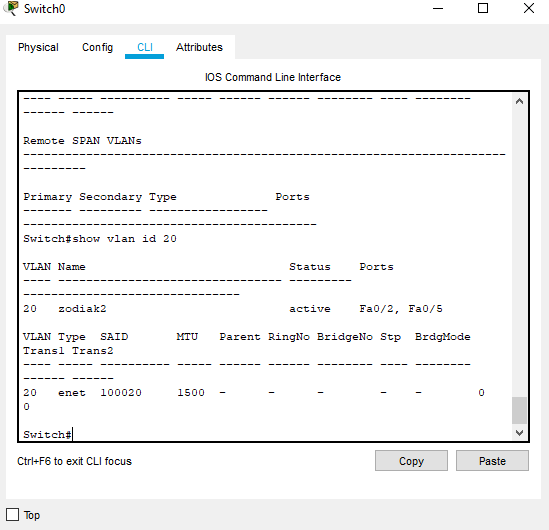 Switch0
Physical Config CLI Attributes
IOS Command Line Interface
---- ----- ---------- ----- ------ ------ -------- ---- --------
------ ------
Remote SPAN VLANs
---------------------------------------------------------------------
---------
Primary Secondary Type              Ports
------- --------- -----------------
------------------------------------------
Switch#show vlan id 20
VLAN Name                             Status    Ports
---- -------------------------------- ---------
-------------------------------
20   zodiak2                          active    Fa0/2, Fa0/5
VLAN Type  SAID       MTU   Parent RingNo BridgeNo Stp  BrdgMode
Trans1 Trans2
---- ----- ---------- ----- ------ ------ -------- ---- --------
------ ------
20   enet  100020     1500  -      -      -        -    -        0
0
Switch#
Ctrl+F6 to exit CLI focus
Copy Paste
Top